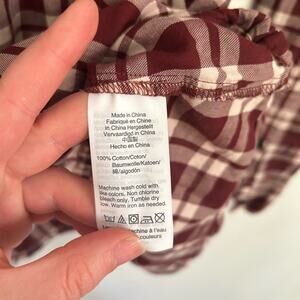 Made in China
Fabriqué en Chine
In China Hergestellt
Vervaardigd in China
中国製
Hecho en China
100% Cotton/Coton/
Baumwolle/Katoen/
綿/algodón
Machine wash cold with
like colors. Non chlorine
bleach only. Tumble dry
low. Warm iron as needed.
machine à l'eau
couleurs